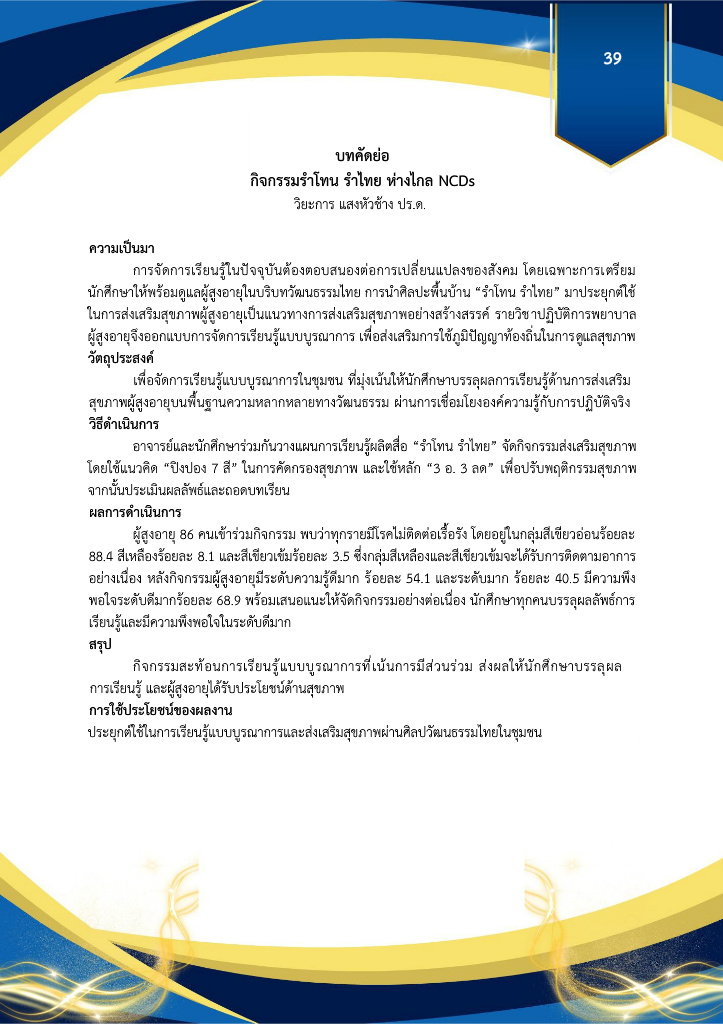 39
บทคัดย่อ
กิจกรรมรำโทน รำไทย ห่างไกล NCDs
วิยะการ แสงหัวช้าง ปร.ด.
ความเป็นมา
การจัดการเรียนรู้ในปัจจุบันต้องตอบสนองต่อการเปลี่ยนแปลงของสังคม โดยเฉพาะการเตรียม
นักศึกษาให้พร้อมดูแลผู้สูงอายุในบริบทวัฒนธรรมไทย การนำศิลปะพื้นบ้าน “รำโทน รำไทย” มาประยุกต์ใช้
ในการส่งเสริมสุขภาพผู้สูงอายุเป็นแนวทางการส่งเสริมสุขภาพอย่างสร้างสรรค์ รายวิชาปฏิบัติการพยาบาล
ผู้สูงอายุจึงออกแบบการจัดการเรียนรู้แบบบูรณาการ เพื่อส่งเสริมการใช้ภูมิปัญญาท้องถิ่นในการดูแลสุขภาพ
วัตถุประสงค์
เพื่อจัดการเรียนรู้แบบบูรณาการในชุมชน ที่มุ่งเน้นให้นักศึกษาบรรลุผลการเรียนรู้ด้านการส่งเสริม
สุขภาพผู้สูงอายุบนพื้นฐานความหลากหลายทางวัฒนธรรม ผ่านการเชื่อมโยงองค์ความรู้กับการปฏิบัติจริง
วิธีดำเนินการ
อาจารย์และนักศึกษาร่วมกันวางแผนการเรียนรู้ผลิตสื่อ “รำโทน รำไทย” จัดกิจกรรมส่งเสริมสุขภาพ
โดยใช้แนวคิด “ปิงปอง 7 สี” ในการคัดกรองสุขภาพ และใช้หลัก “3 อ. 3 ลด” เพื่อปรับพฤติกรรมสุขภาพ
จากนั้นประเมินผลลัพธ์และถอดบทเรียน
ผลการดำเนินการ
ผู้สูงอายุ 86 คนเข้าร่วมกิจกรรม พบว่าทุกรายมีโรคไม่ติดต่อเรื้อรัง โดยอยู่ในกลุ่มสีเขียวอ่อนร้อยละ
88.4 สีเหลืองร้อยละ 8.1 และสีเขียวเข้มร้อยละ 3.5 ซึ่งกลุ่มสีเหลืองและสีเขียวเข้มจะได้รับการติดตามอาการ
อย่างเนื่อง หลังกิจกรรมผู้สูงอายุมีระดับความรู้ดีมาก ร้อยละ 54.1 และระดับมาก ร้อยละ 40.5 มีความพึง
พอใจระดับดีมากร้อยละ 68.9 พร้อมเสนอแนะให้จัดกิจกรรมอย่างต่อเนื่อง นักศึกษาทุกคนบรรลุผลลัพธ์การ
เรียนรู้และมีความพึงพอใจในระดับดีมาก
สรุป
กิจกรรมสะท้อนการเรียนรู้แบบบูรณาการที่เน้นการมีส่วนร่วม ส่งผลให้นักศึกษาบรรลุผล
การเรียนรู้ และผู้สูงอายุได้รับประโยชน์ด้านสุขภาพ
การใช้ประโยชน์ของผลงาน
ประยุกต์ใช้ในการเรียนรู้แบบบูรณาการและส่งเสริมสุขภาพผ่านศิลปวัฒนธรรมไทยในชุมชน